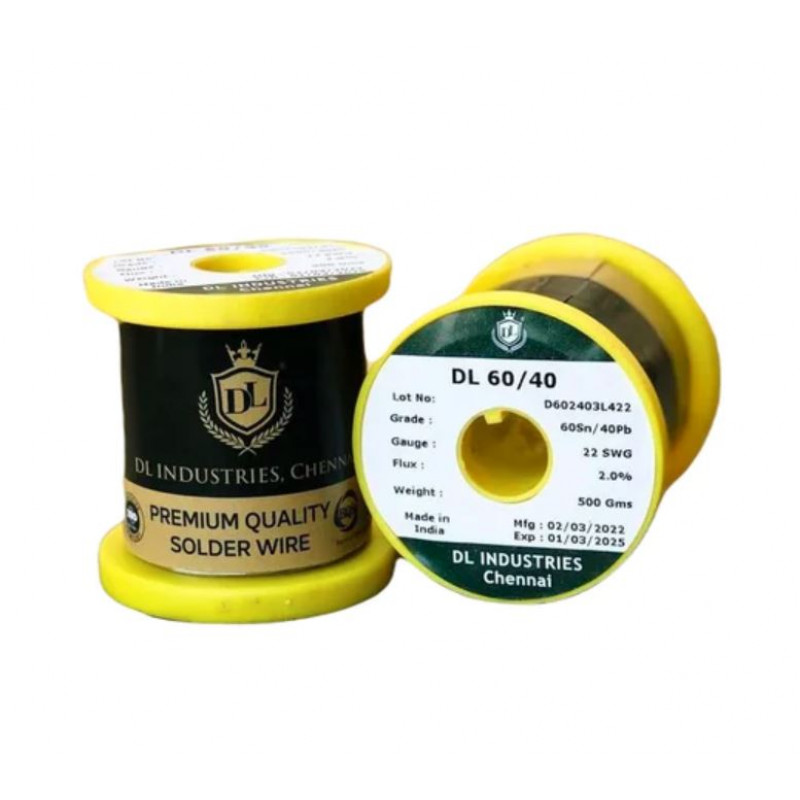 DL 60/40
DL INDUSTRIES
Chennai
DL
DL INDUSTRIES, CHENNA
PREMIUM QUALITY
SOLDER WIRE
DL
DL 60/40
Lot No: D602403L422
Grade : 60Sn/40Pb
Gauge : 22 SWG
Flux : 2.0%
Weight : 500 Gms
Made in
India
Mfg : 02/03/2022
Exp : 01/03/2025
DL INDUSTRIES
Chennai